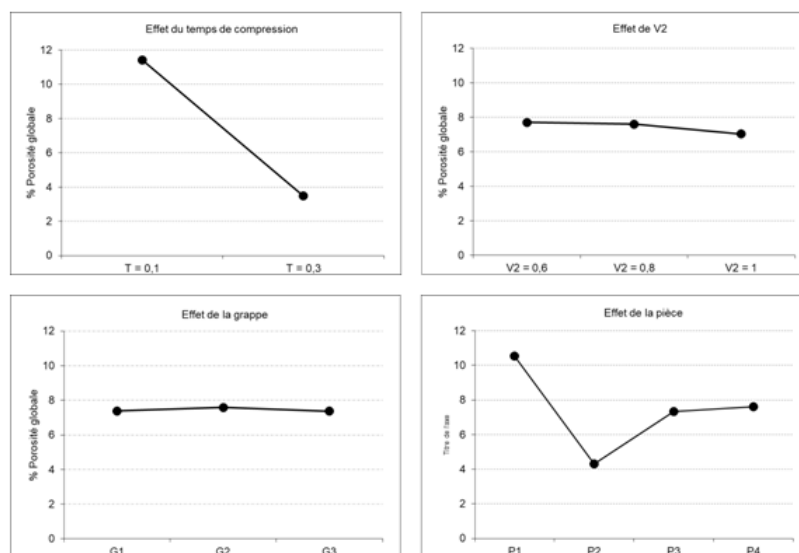 Effet du temps de compression
% Porosité globale
12
10
8
6
4
2
0
T = 0,1
T = 0,3
Effet de V2
% Porosité globale
12
10
8
6
4
2
0
V2 = 0,6
V2 = 0,8
V2 = 1
Effet de la grappe
% Porosité globale
12
10
8
6
4
2
0
G1
G2
G3
Effet de la pièce
Titre de l'axe
12
10
8
6
4
2
0
P1
P2
P3
P4